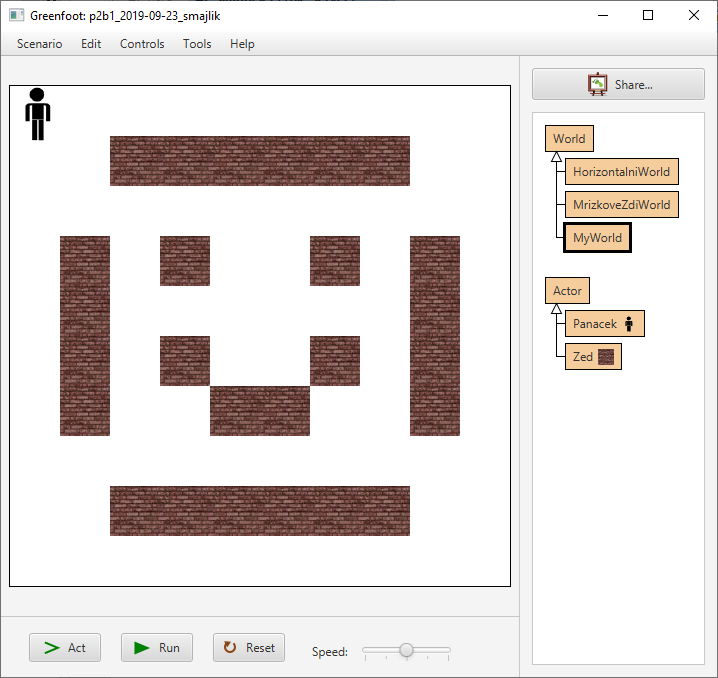 Greenfoot: p2b1_2019-09-23_smajlik
Scenario Edit Controls Tools Help
Share...
World
HorizontalniWorld
MrizkoveZdiWorld
MyWorld
Actor
Panacek
Zed
Act Run Reset Speed: